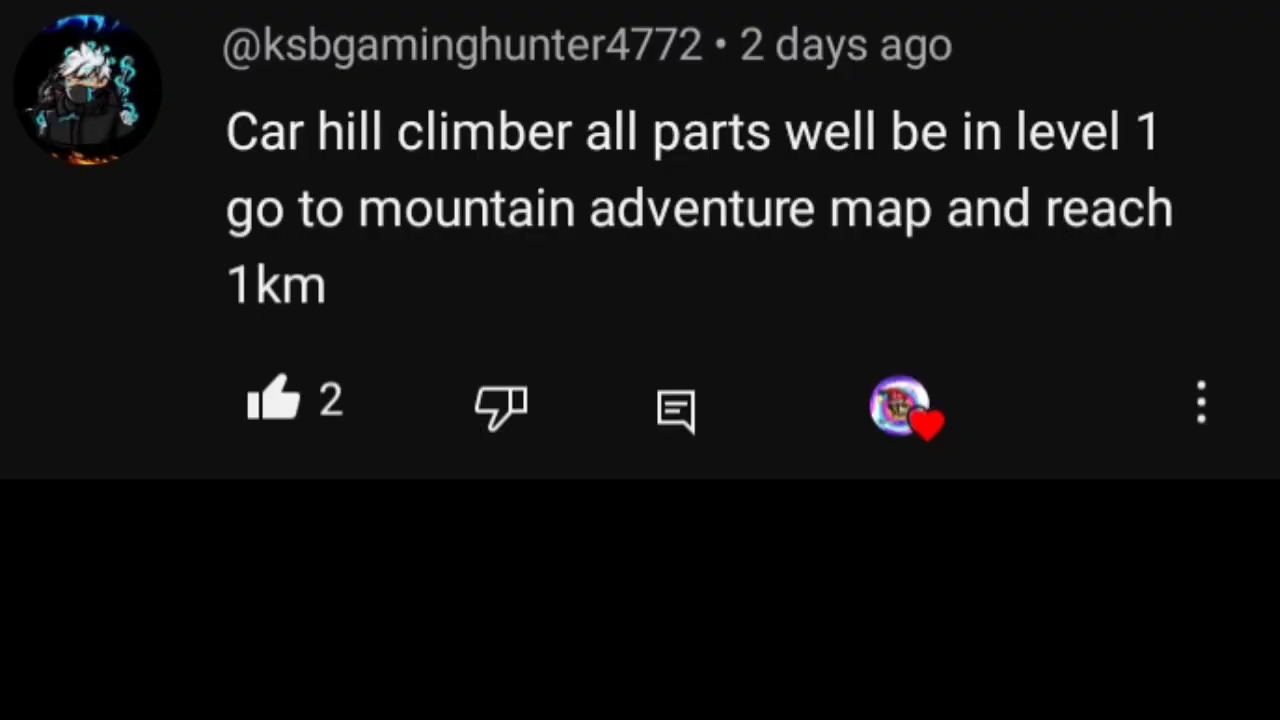 @ksbgaminghunter4772 • 2 days ago
Car hill climber all parts well be in level 1
go to mountain adventure map and reach
1km
2